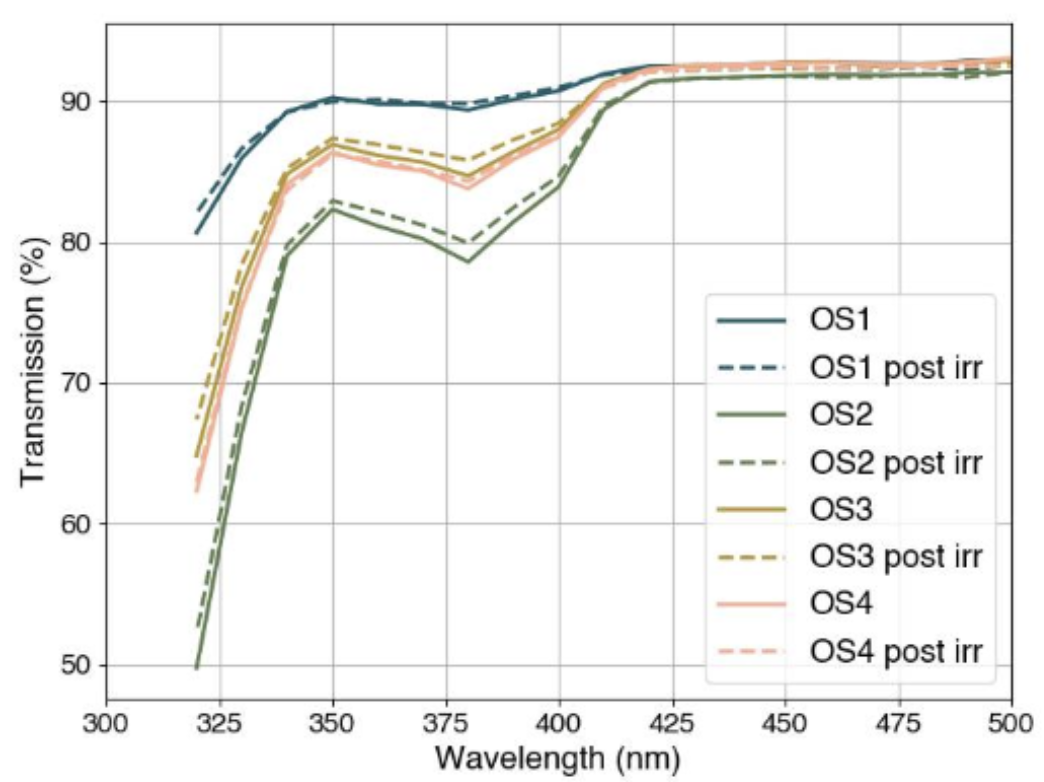 90
80
70
60
50
Transmission (%)
300 325 350 375 400 425 450 475 500
Wavelength (nm)
OS1
OS1 post irr
OS2
OS2 post irr
OS3
OS3 post irr
OS4
OS4 post irr